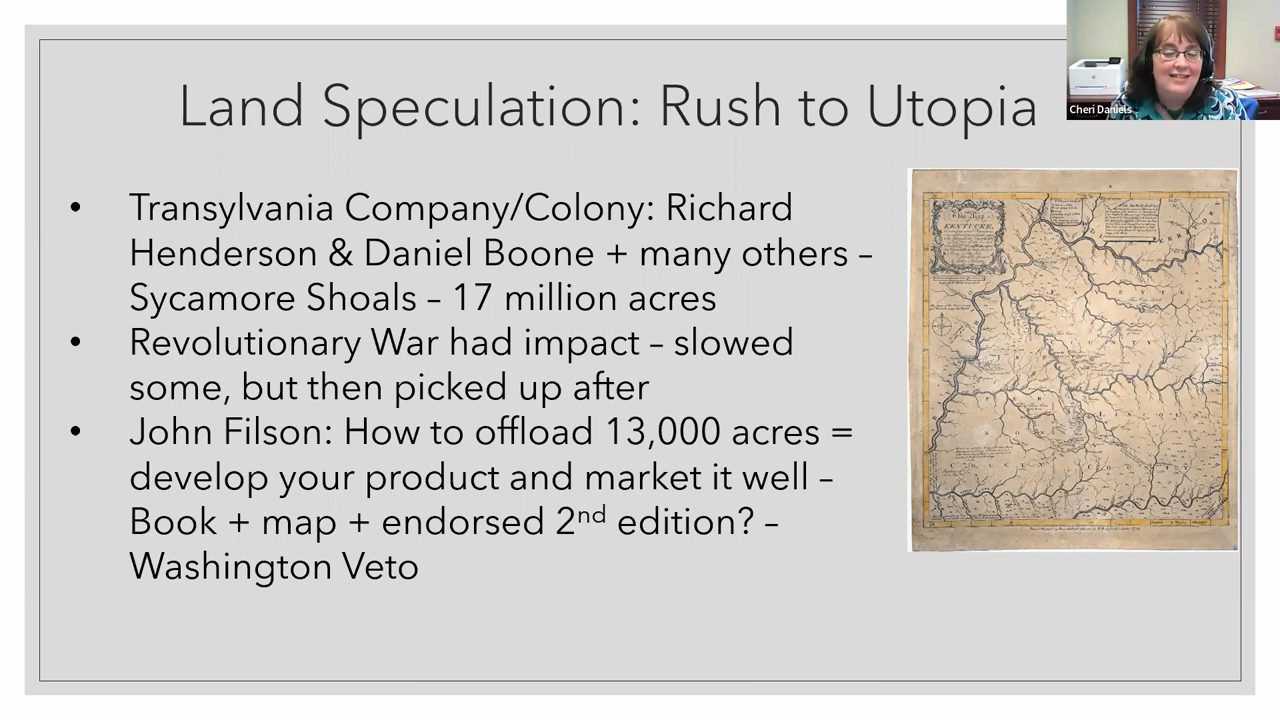 Land Speculation: Rush to Utopia
Cheri Daniels
• Transylvania Company/Colony: Richard
Henderson & Daniel Boone + many others –
Sycamore Shoals – 17 million acres
• Revolutionary War had impact – slowed
some, but then picked up after
• John Filson: How to offload 13,000 acres =
develop your product and market it well –
Book + map + endorsed 2nd edition? –
Washington Veto
KENTUCKE,